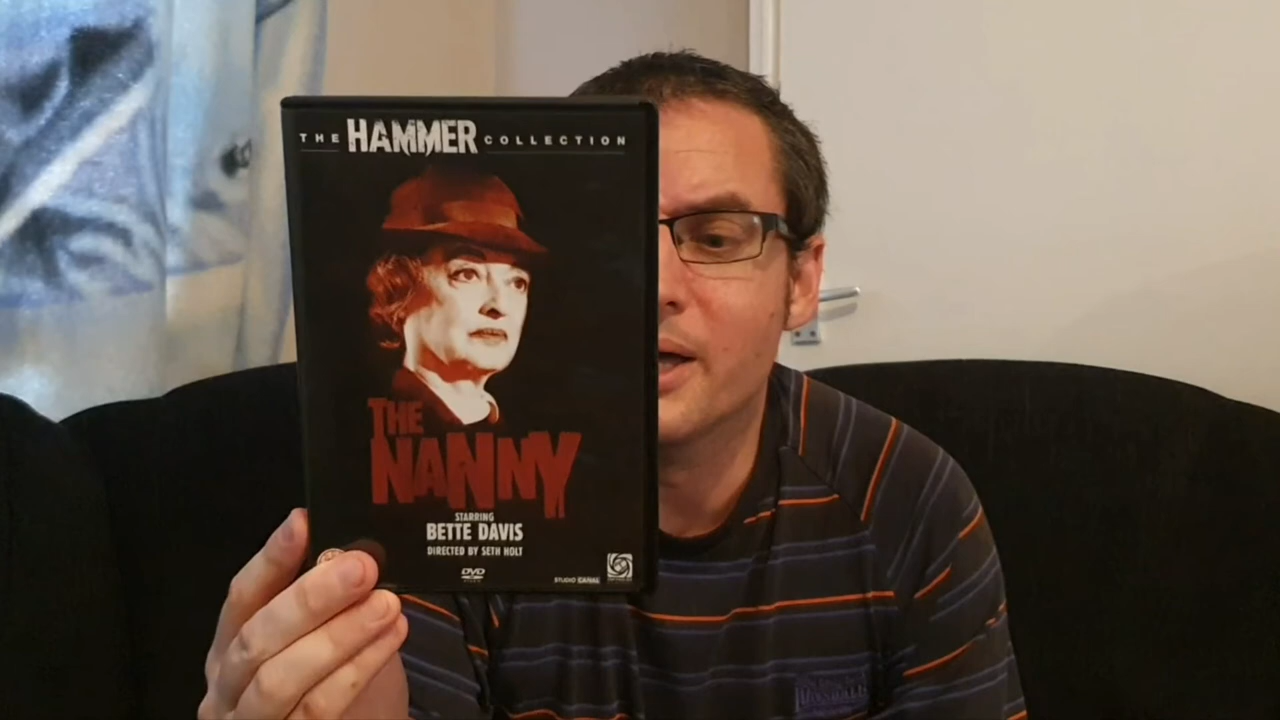 THE HAMMER COLLECTION
THE
NANNY
STARRING
BETTE DAVIS
DIRECTED BY SETH HOLT
DVD
STUDIO CANAL